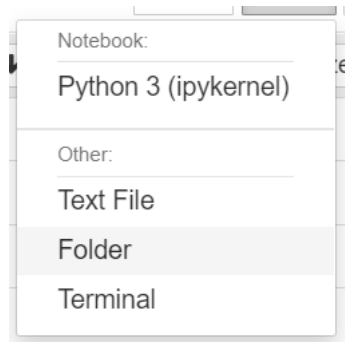 Notebook:
Python 3 (ipykernel)
Other:
Text File
Folder
Terminal